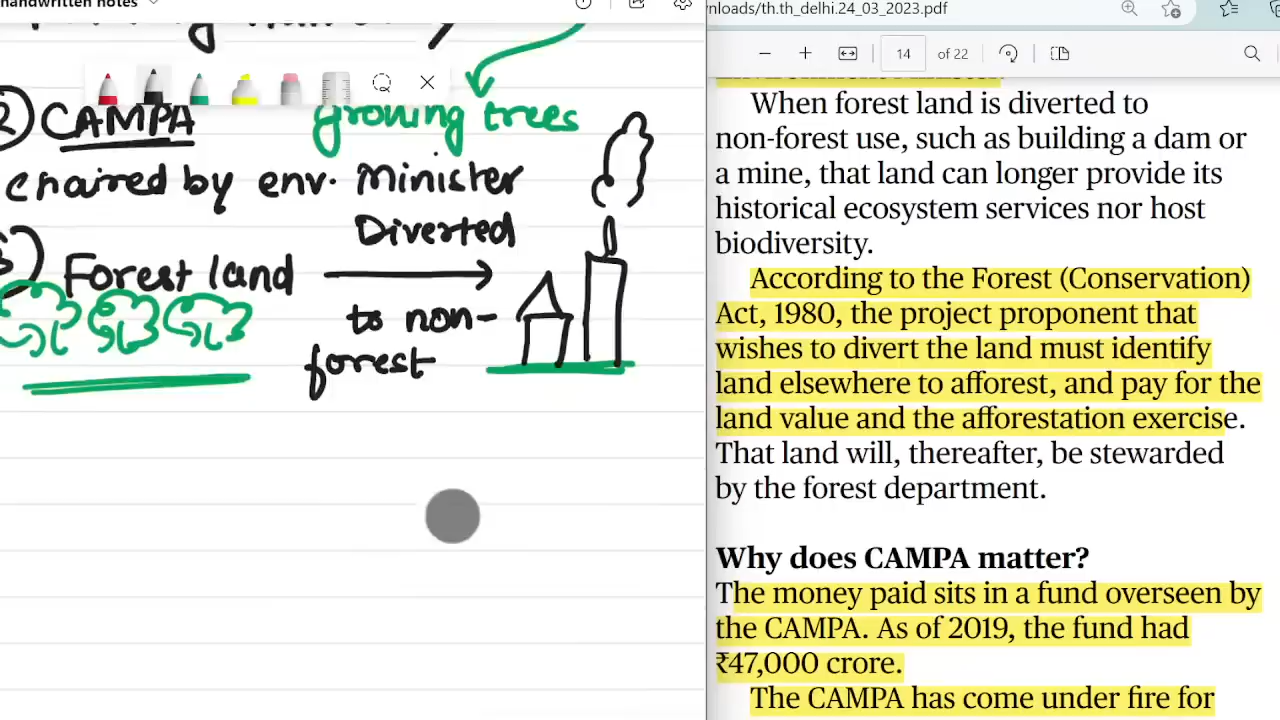 handwritten notes
2) CAMPA
growing trees
chaired by env. Minister
Forest land
Diverted
to non-
forest
nloads/th.th_delhi.24_03_2023.pdf
14 of 22
Environment Minister.
When forest land is diverted to
non-forest use, such as building a dam or
a mine, that land can longer provide its
historical ecosystem services nor host
biodiversity.
According to the Forest (Conservation)
Act, 1980, the project proponent that
wishes to divert the land must identify
land elsewhere to afforest, and pay for the
land value and the afforestation exercise.
That land will, thereafter, be stewarded
by the forest department.
Why does CAMPA matter?
The money paid sits in a fund overseen by
the CAMPA. As of 2019, the fund had
₹47,000 crore.
The CAMPA has come under fire for